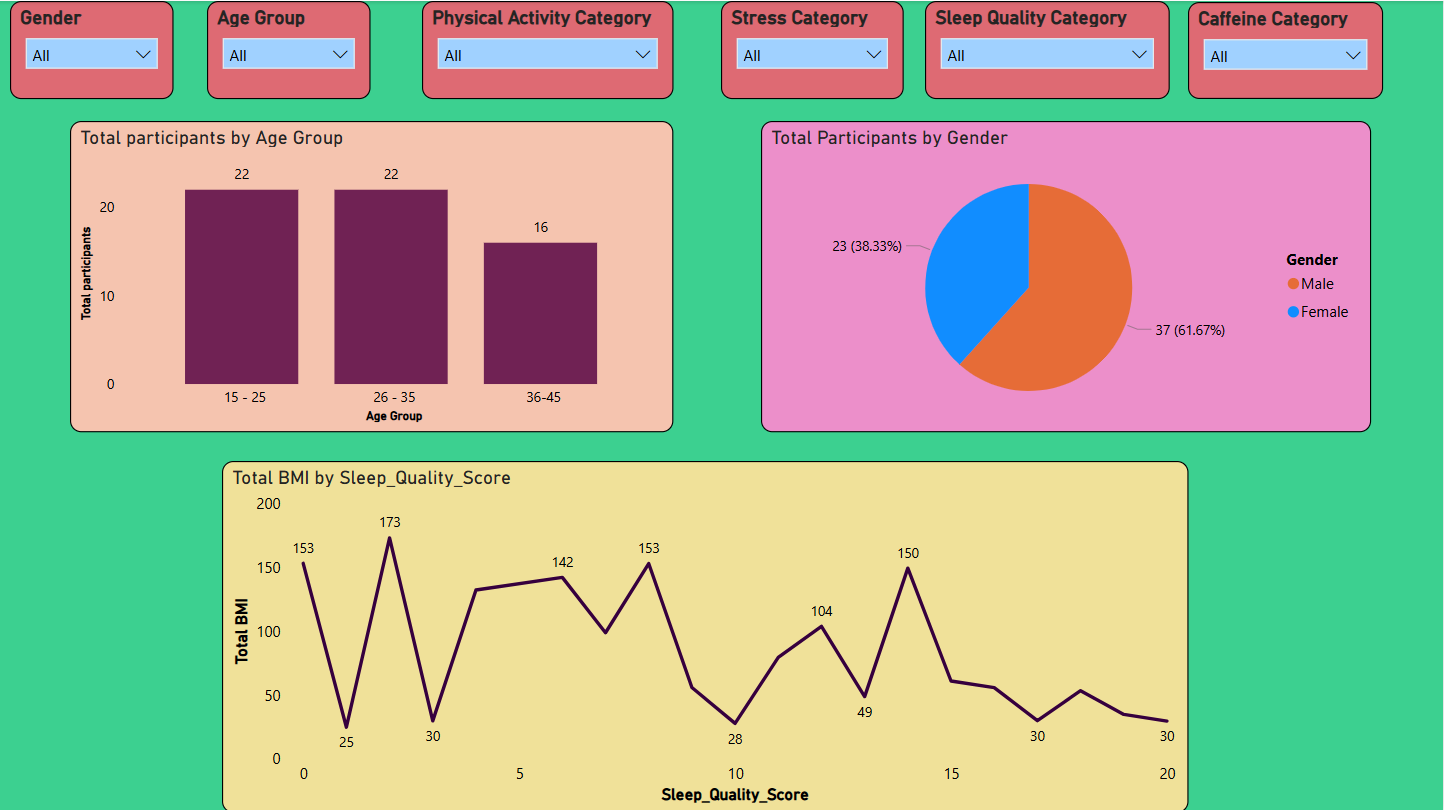 Gender
Age Group
Physical Activity Category
Stress Category
Sleep Quality Category
Caffeine Category
All
All
All
All
All
All
Total participants by Age Group
Total participants
20
10
0
22
22
16
15 - 25
26 - 35
36-45
Age Group
Total Participants by Gender
23 (38.33%)
37 (61.67%)
Gender
Male
Female
Total BMI by Sleep_Quality_Score
Total BMI
200
150
100
50
0
153
25
173
30
142
153
28
104
49
150
30
30
0
5
10
15
20
Sleep_Quality_Score